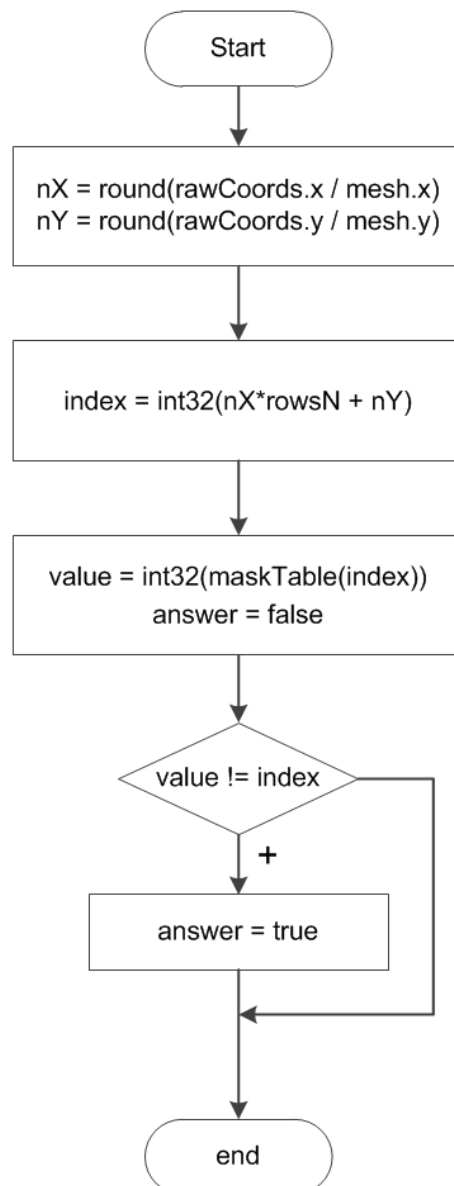 Start
nX = round(rawCoords.x / mesh.x)
nY = round(rawCoords.y / mesh.y)
index = int32(nX*rowsN + nY)
value = int32(maskTable(index))
answer = false
value != index
+
answer = true
end